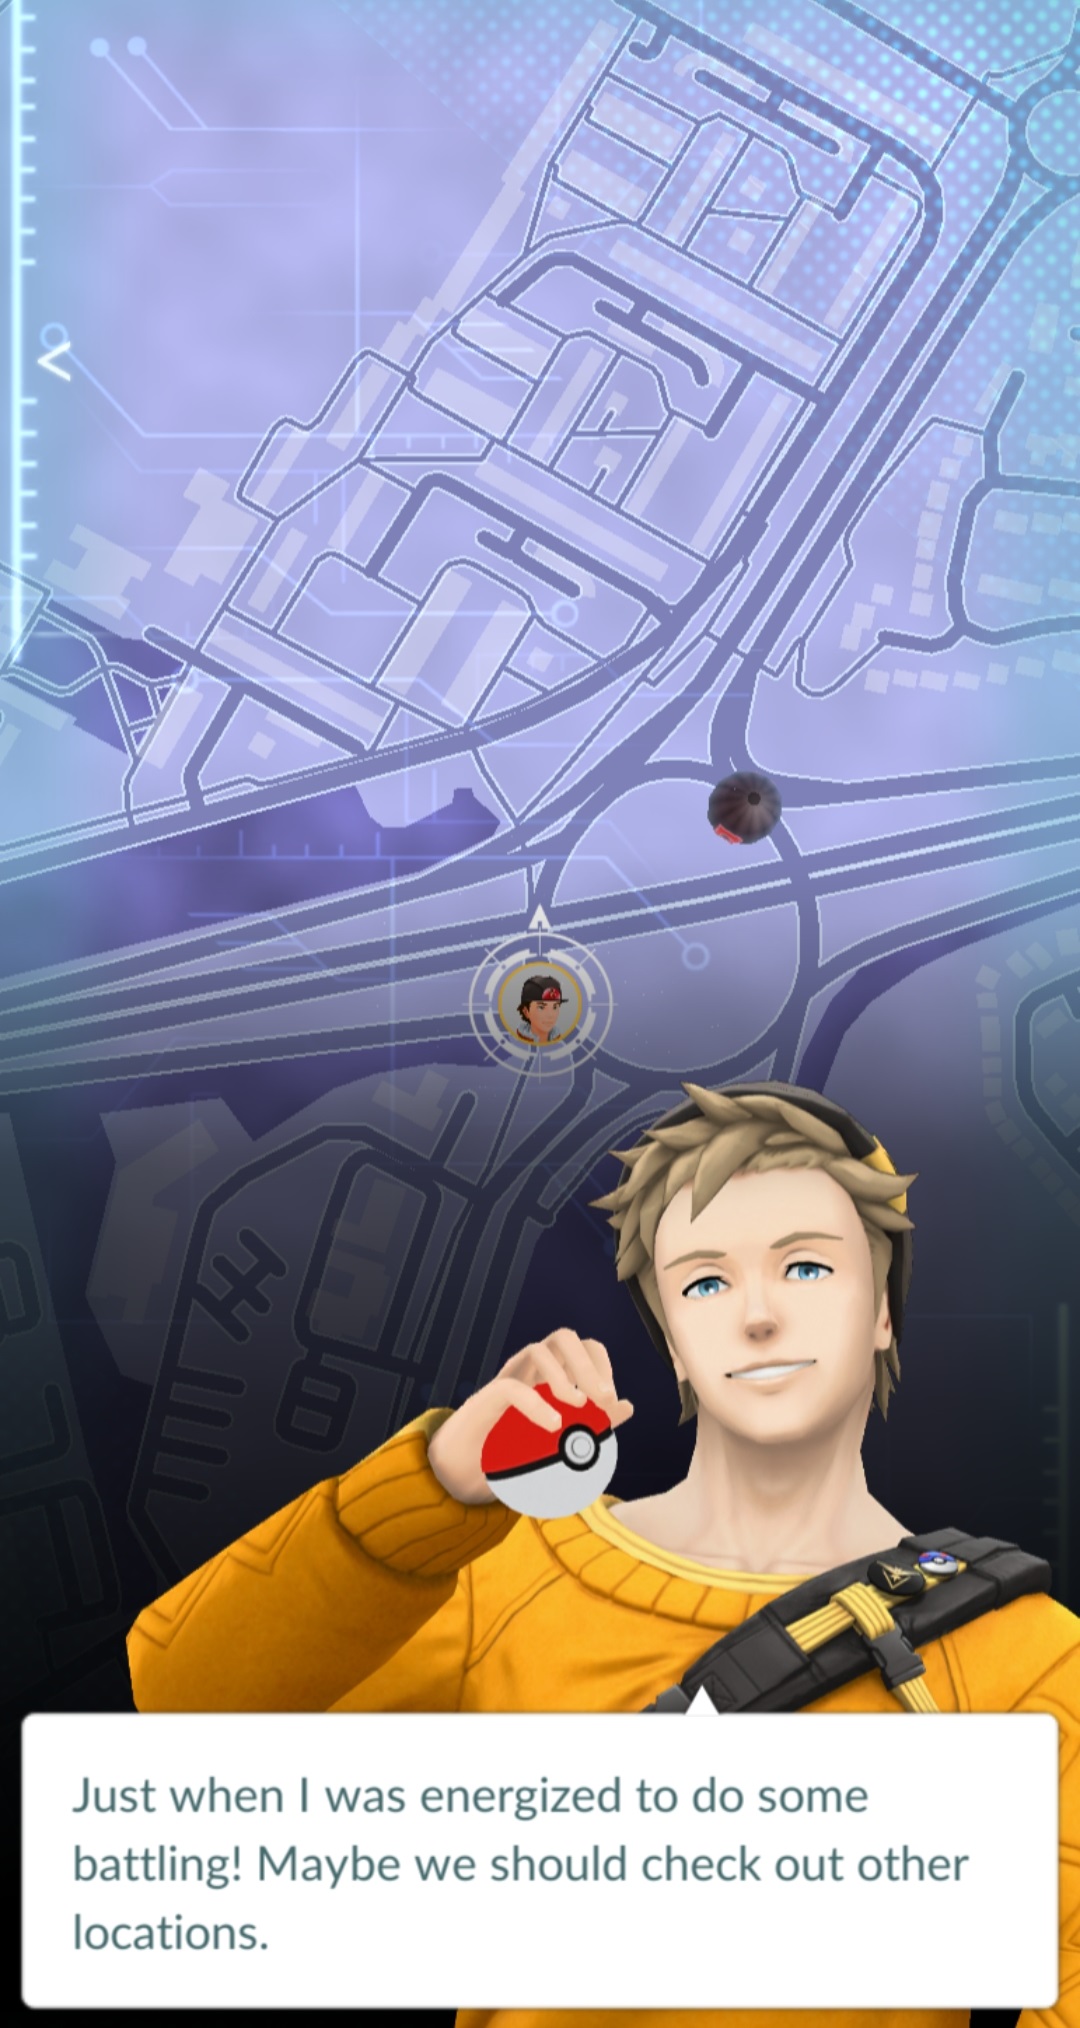 Just when I was energized to do some
battling! Maybe we should check out other
locations.